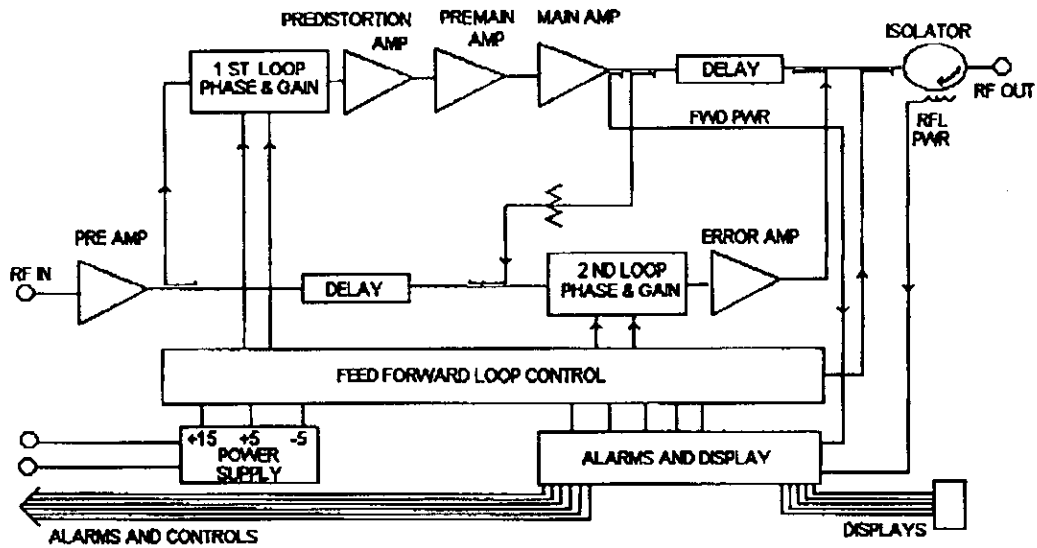 PREDISTORTION
AMP
PREMAIN
AMP
MAIN AMP
ISOLATOR
1 ST LOOP
PHASE & GAIN
DELAY
RF OUT
FWD PWR
RFL
PWR
PRE AMP
ERROR AMP
RF IN
DELAY
2 ND LOOP
PHASE & GAIN
FEED FORWARD LOOP CONTROL
+15 +5 -5
POWER
SUPPLY
ALARMS AND DISPLAY
ALARMS AND CONTROLS
DISPLAYS